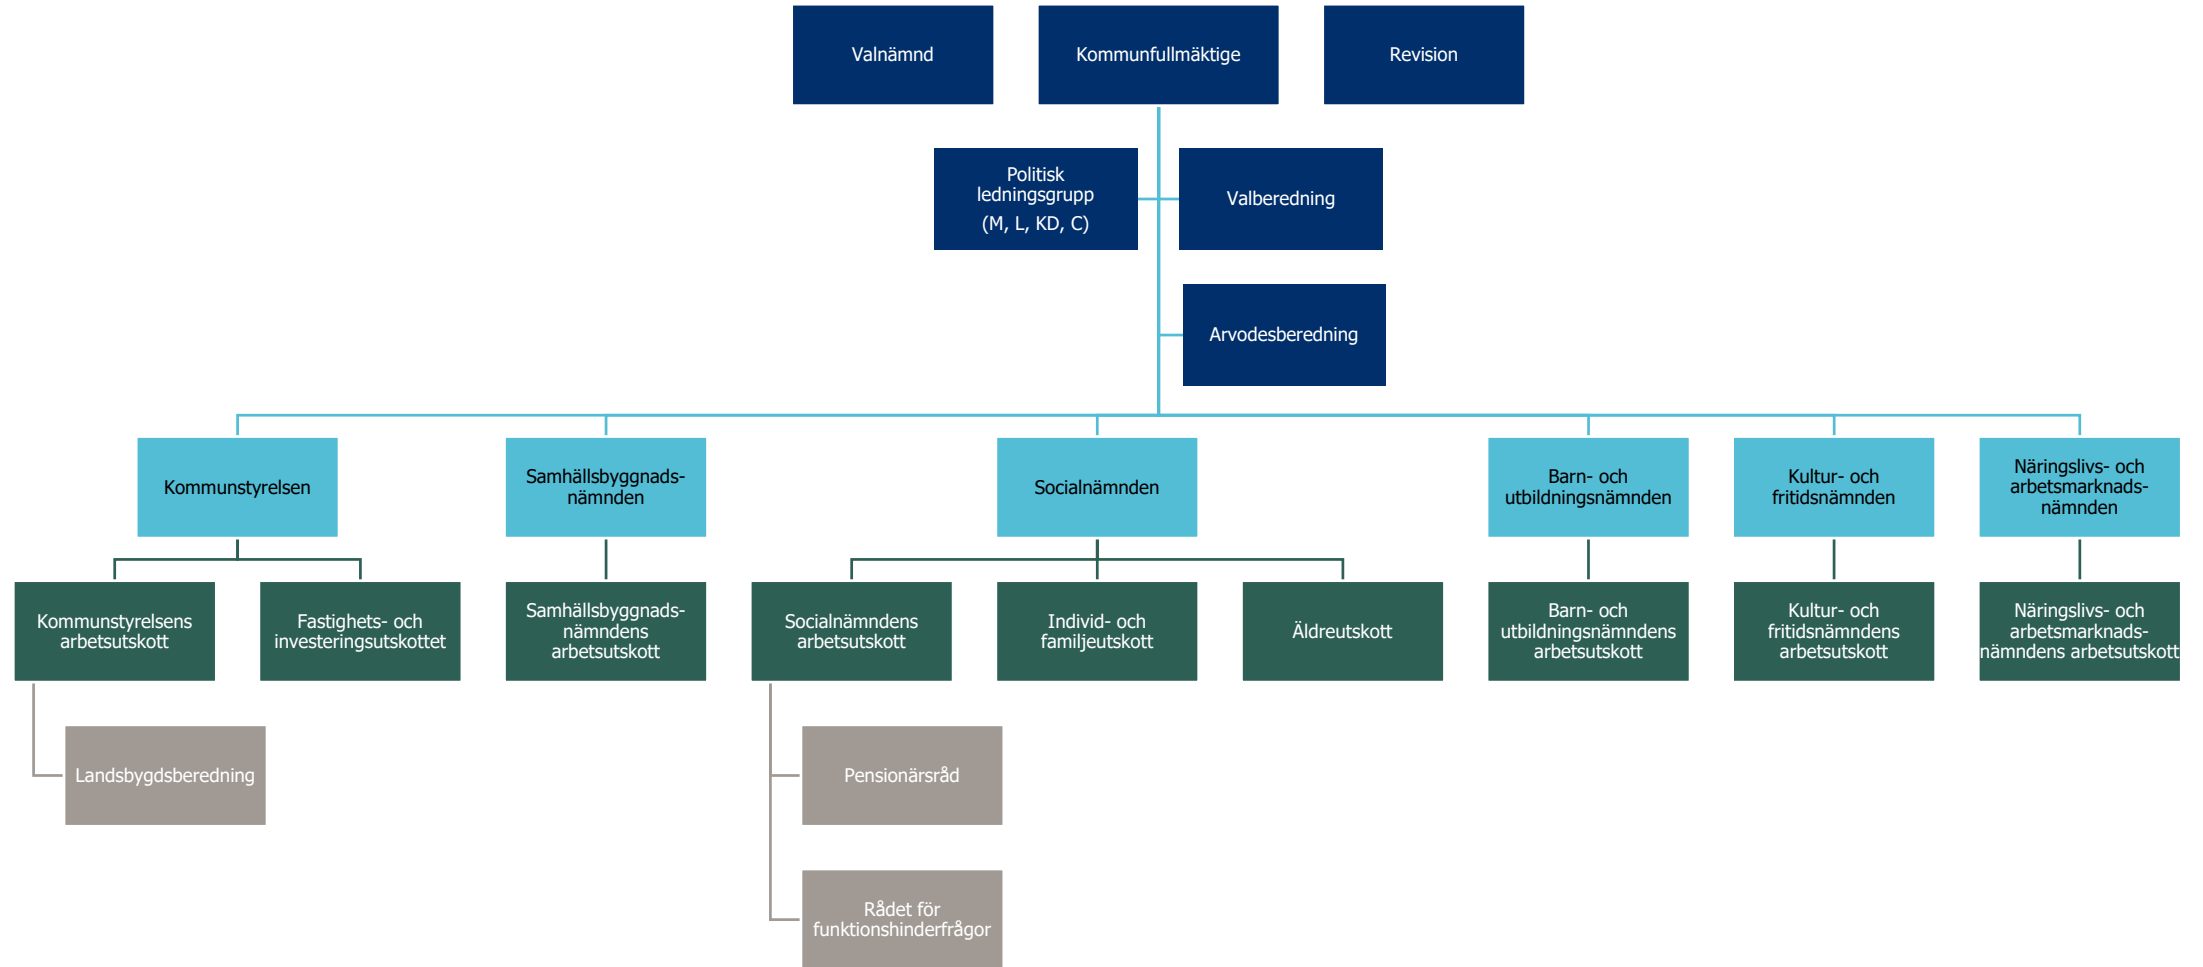 Valnämnd
Kommunfullmäktige
Revision
Politisk
ledningsgrupp
(M, L, KD, C)
Valberedning
Arvodesberedning
Kommunstyrelsen
Samhällsbyggnads-
nämnden
Socialnämnden
Barn- och
utbildningsnämnden
Kultur- och
fritidsnämnden
Näringslivs- och
arbetsmarknads-
nämnden
Kommunstyrelsens
arbetsutskott
Fastighets- och
investeringsutskottet
Samhällsbyggnads-
nämndens
arbetsutskott
Socialnämndens
arbetsutskott
Individ- och
familjeutskott
Äldreutskott
Barn- och
utbildningsnämndens
arbetsutskott
Kultur- och
fritidsnämndens
arbetsutskott
Näringslivs- och
arbetsmarknads-
nämndens arbetsutskott
Landsbygdsberedning
Pensionärsråd
Rådet för
funktionshinderfrågor